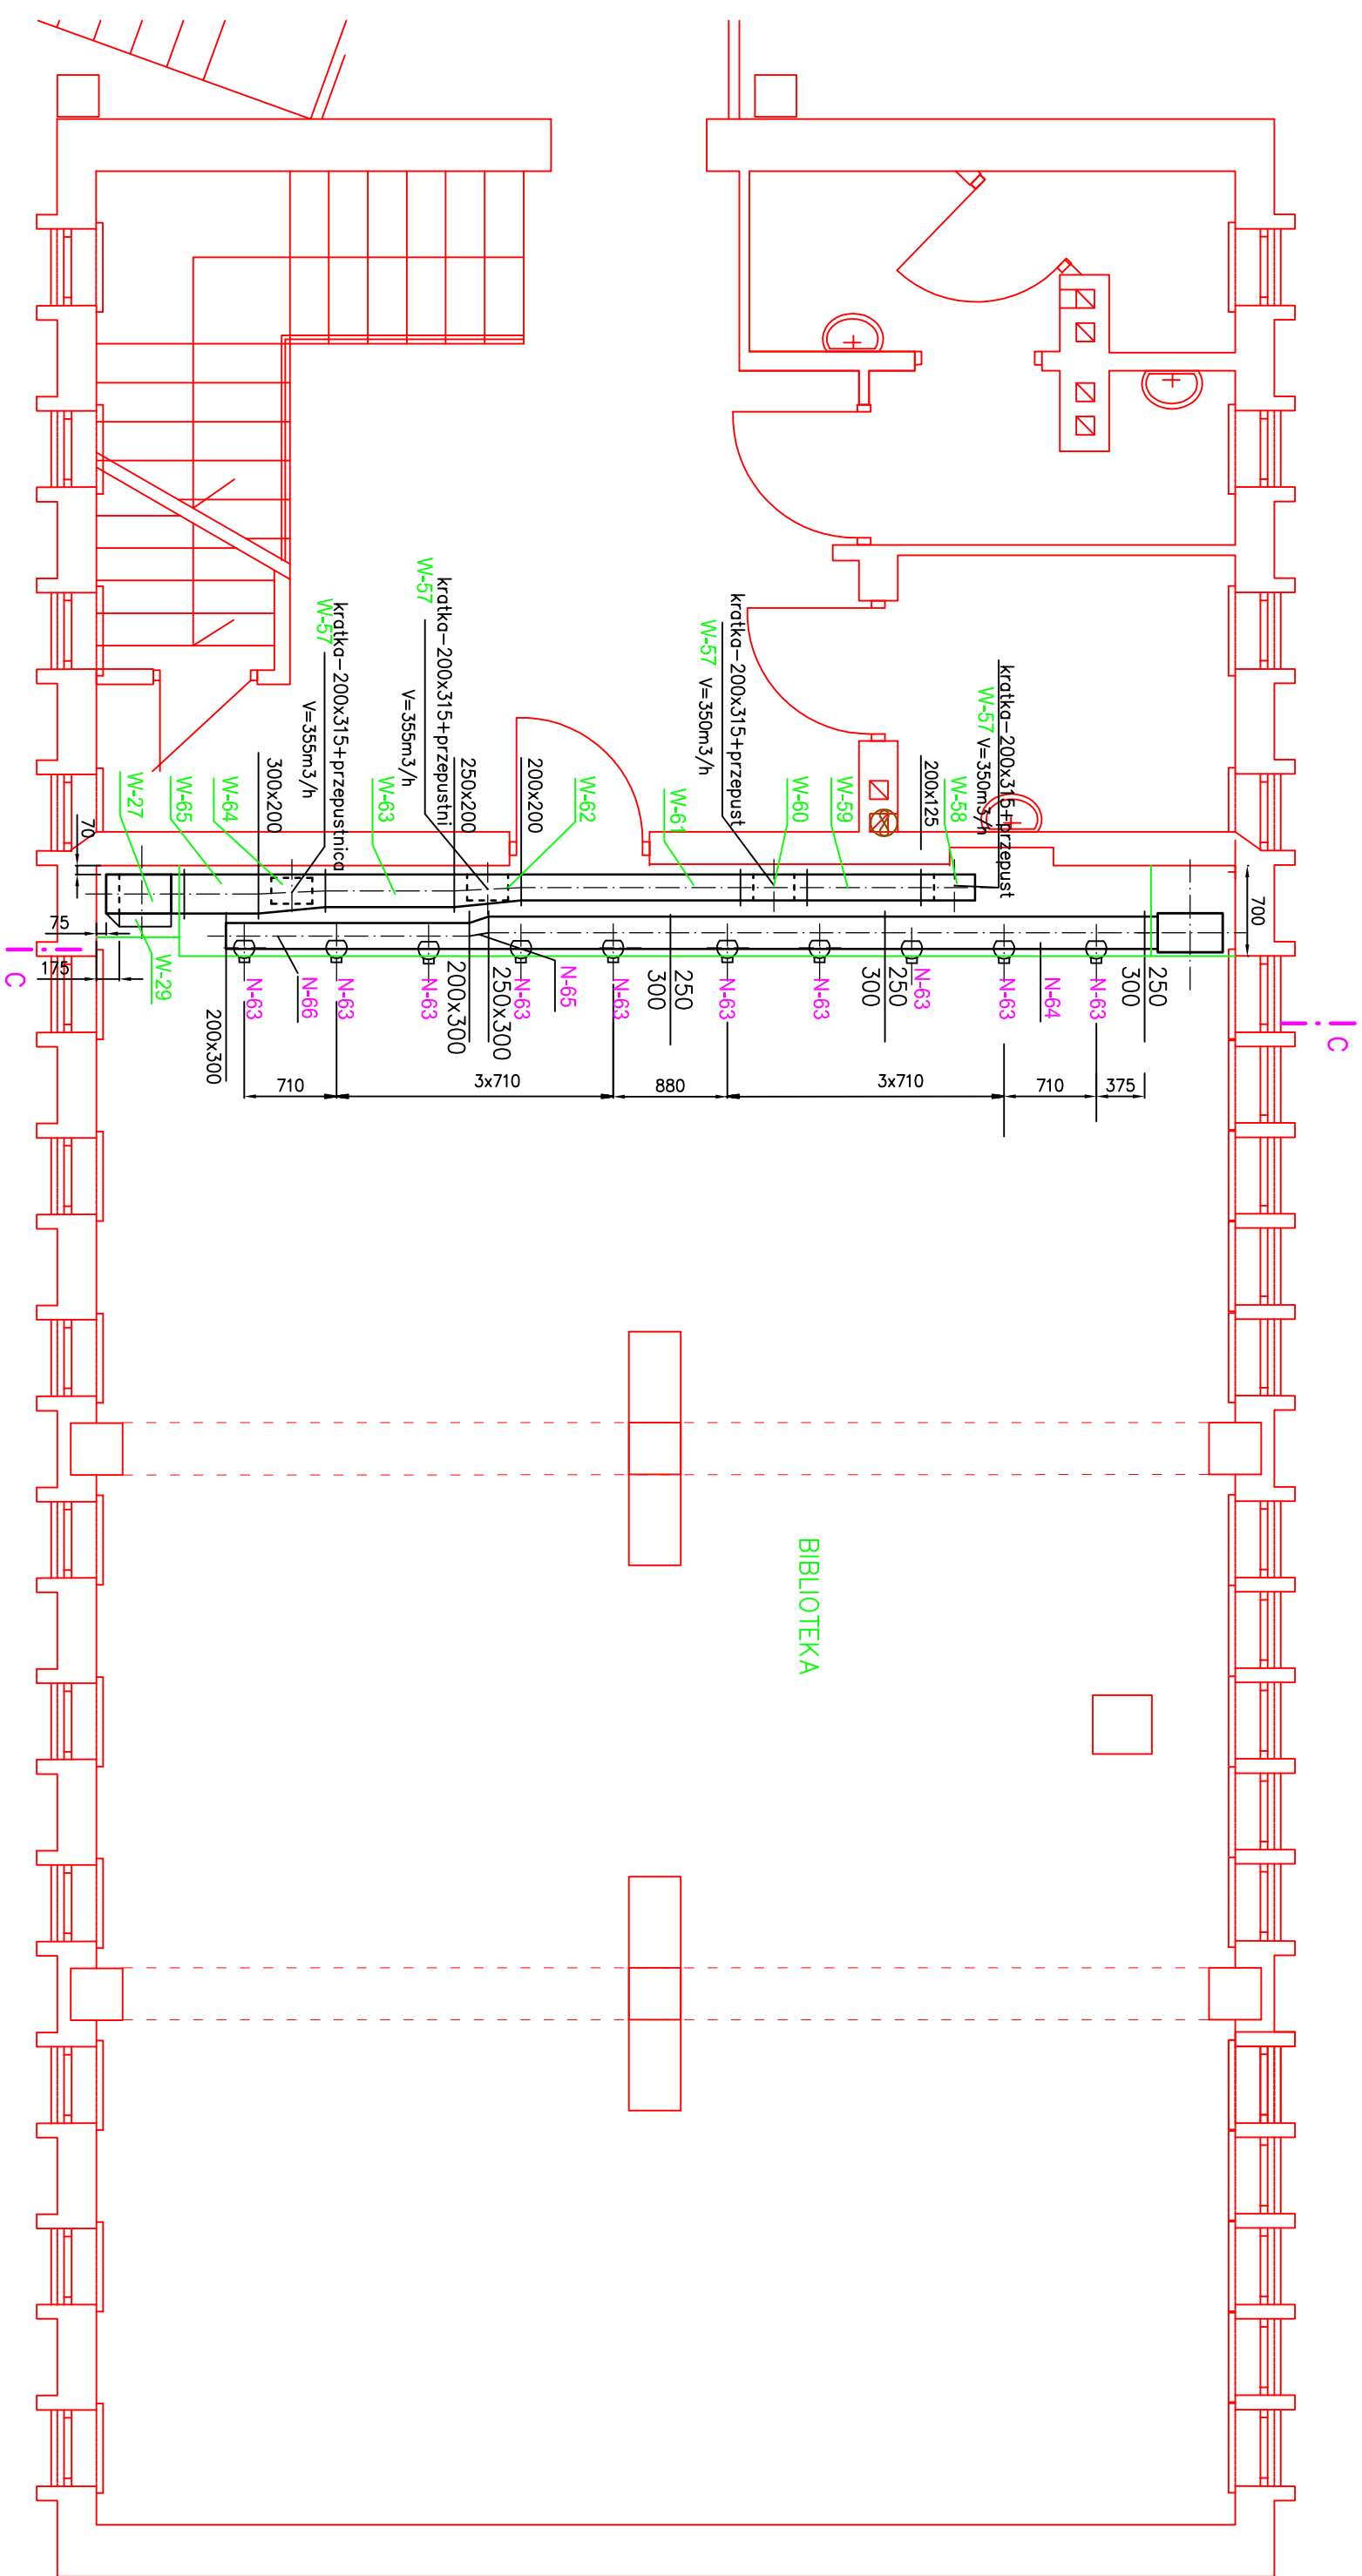 kratka-200x315+przepust
W-57 V=350m3/h
W-58
200x125
W-59
W-60
kratka-200x315+przepust
W-57 V=350m3/h
W-61
W-62
200x200
250x200
kratka-200x315+przepustni
W-57
V=355m3/h
W-63
kratka-200x315+przepustnica
W-57
V=355m3/h
300x200
W-64
W-65
W-27
70
75
175
W-29
700
C
C
250
300
N-63
N-64
N-63
N-63
250
300
N-63
N-63
250
300
N-63
N-65
N-63
250x300
200x300
N-63
N-63
N-66
N-63
200x300
375
710
3x710
880
3x710
710
BIBLIOTEKA